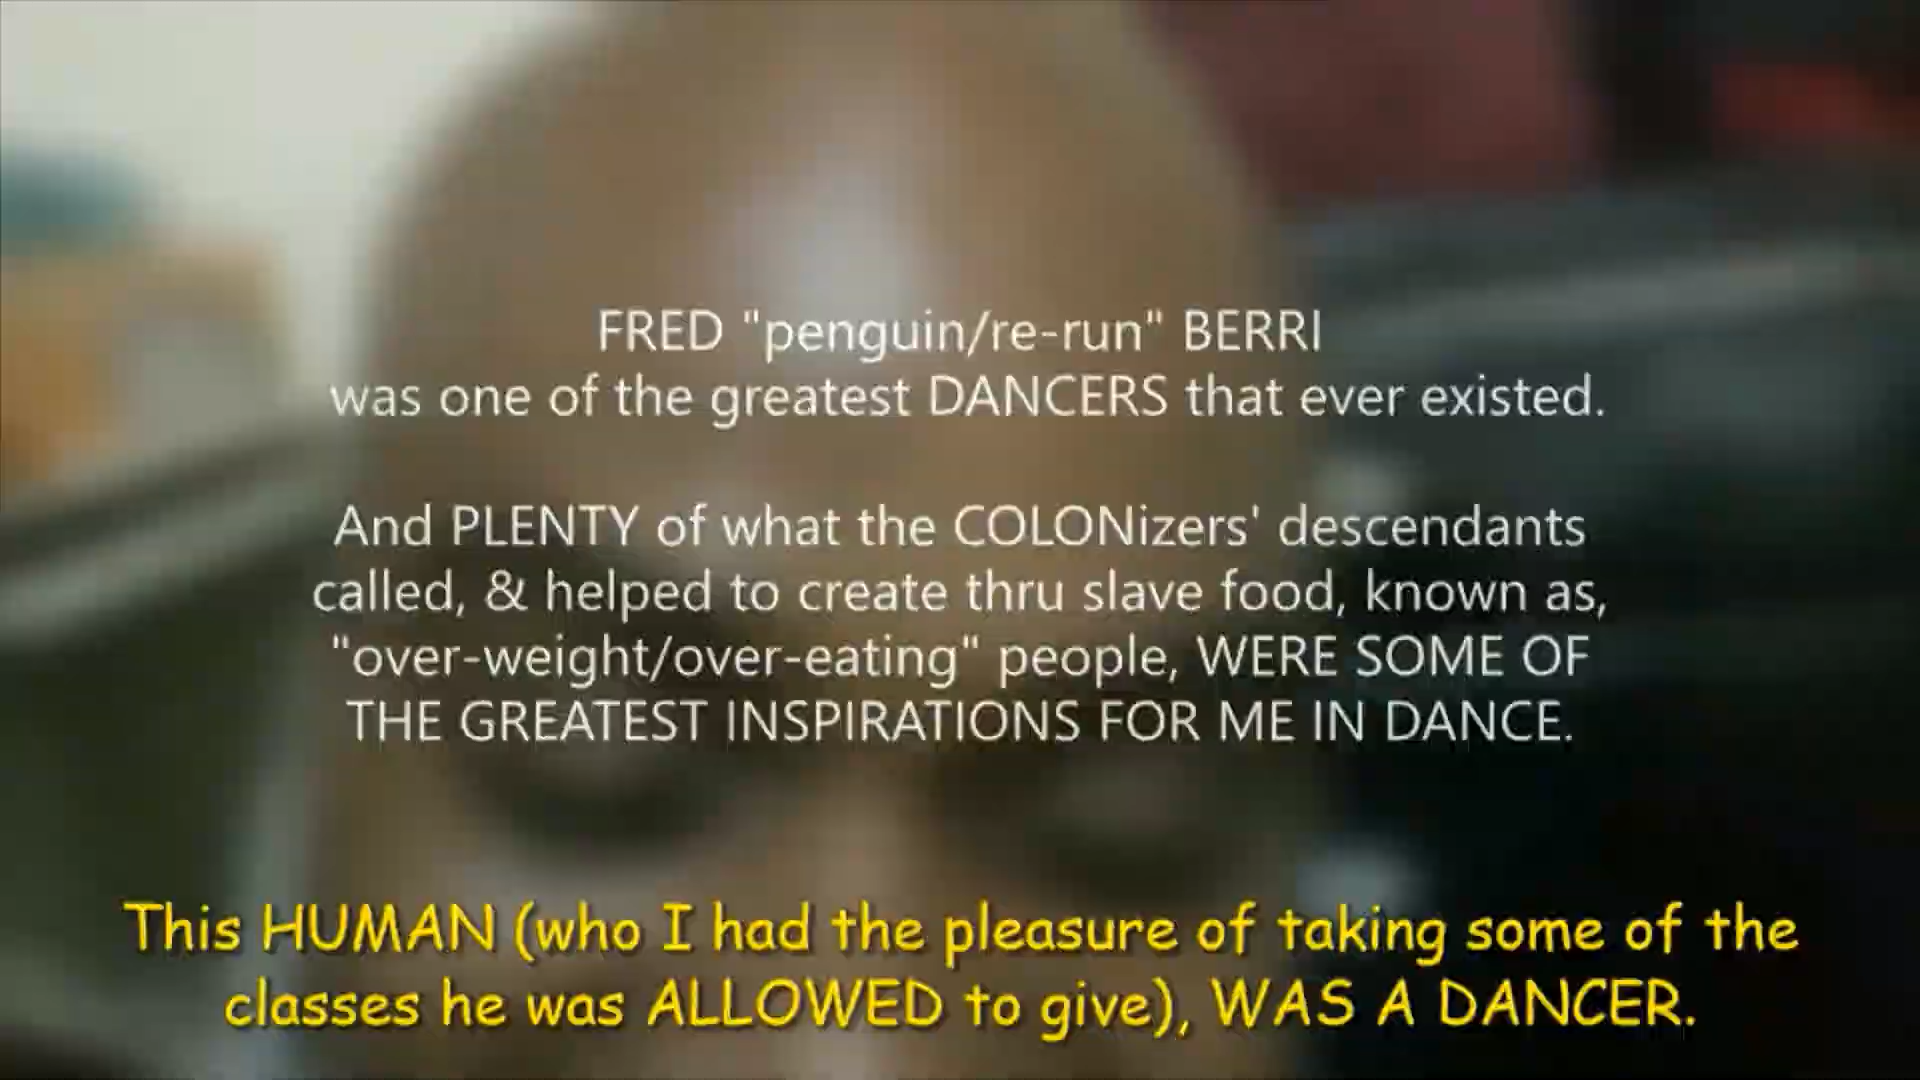 FRED "penguin/re-run" BERRI
was one of the greatest DANCERS that ever existed.
And PLENTY of what the COLONizers' descendants
called, & helped to create thru slave food, known as,
"over-weight/over-eating" people, WERE SOME OF
THE GREATEST INSPIRATIONS FOR ME IN DANCE.
This HUMAN (who I had the pleasure of taking some of the
classes he was ALLOWED to give), WAS A DANCER.